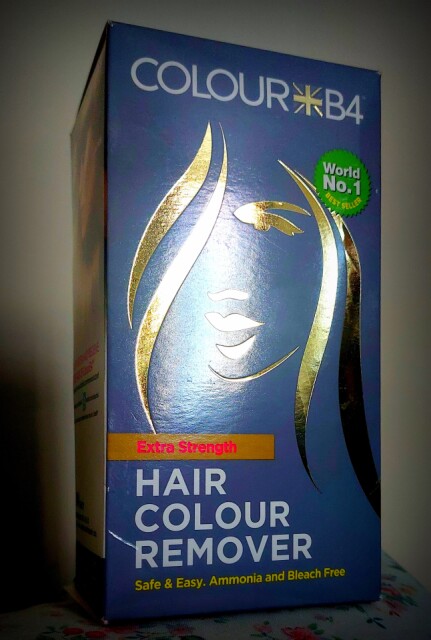 COLOUR B4
World
No.1
BEST SELLER
Extra Strength
HAIR
COLOUR
REMOVER
Safe & Easy. Ammonia and Bleach Free